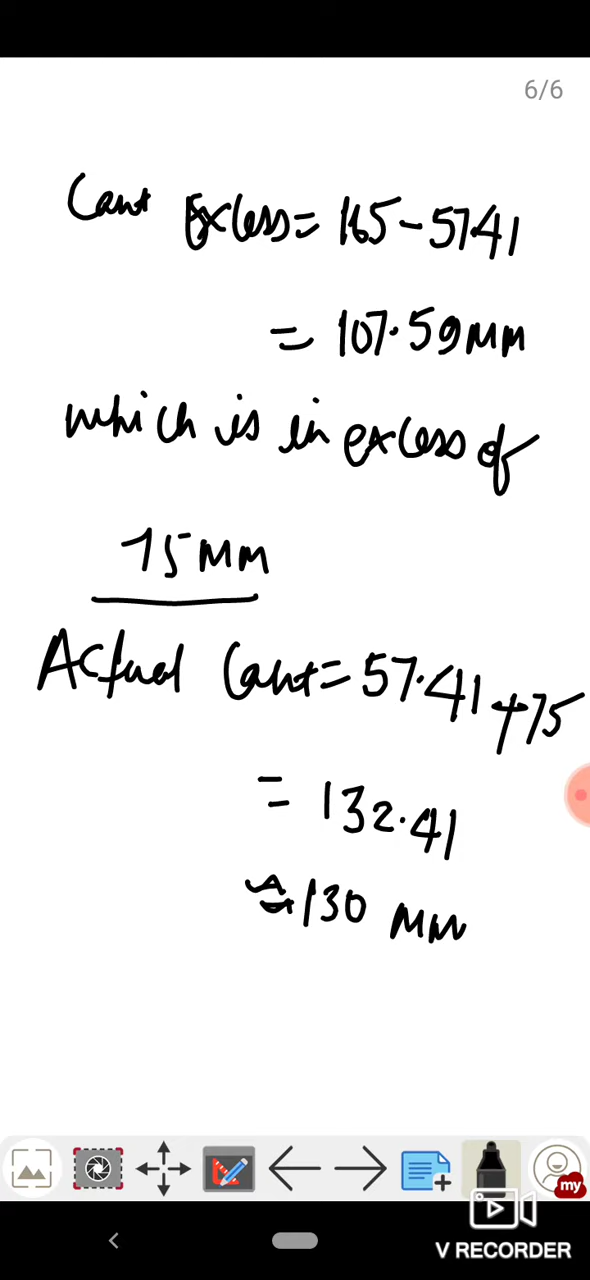 6/6
Cant Excess = 165 - 57.41
= 107.59 mm
which is in excess of
75 mm
Actual Cant = 57.41 + 75
= 132.41
≈ 130 mm
my
V RECORDER